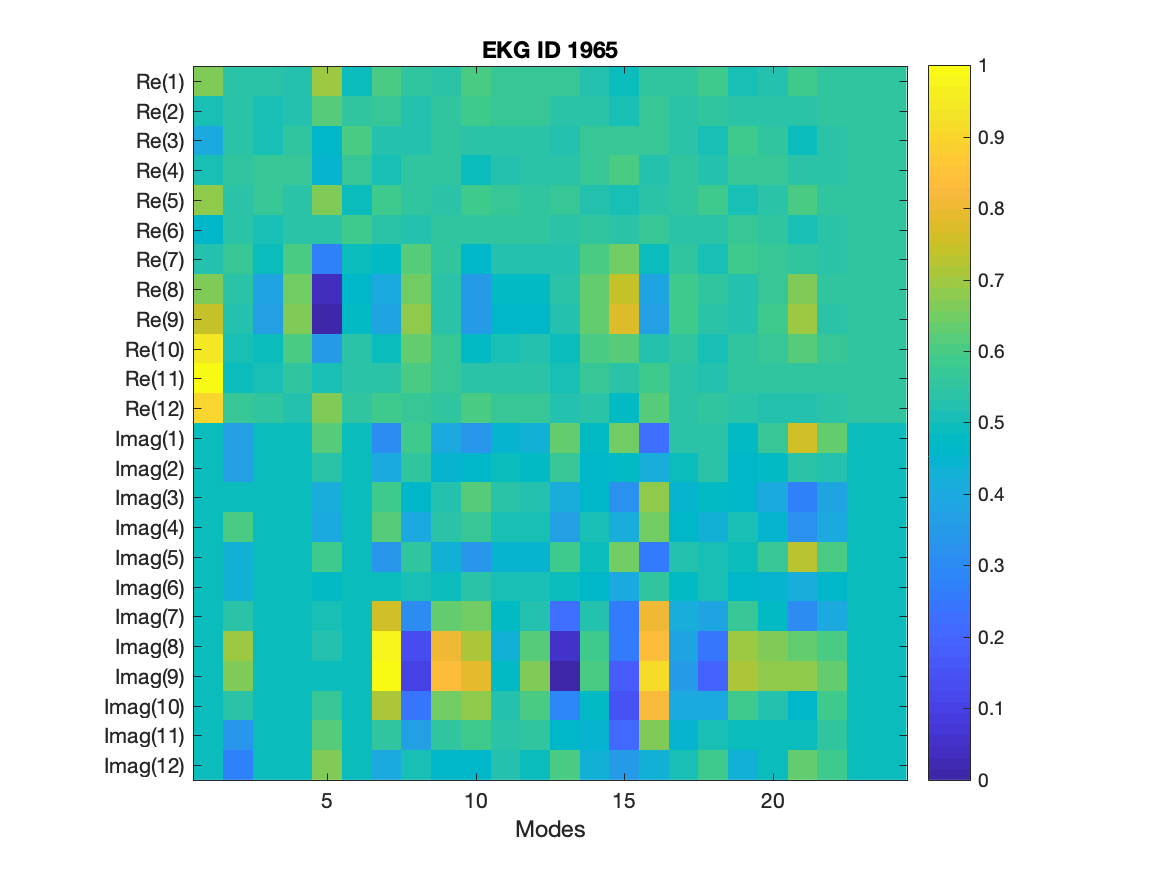 EKG ID 1965
Re(1)
Re(2)
Re(3)
Re(4)
Re(5)
Re(6)
Re(7)
Re(8)
Re(9)
Re(10)
Re(11)
Re(12)
Imag(1)
Imag(2)
Imag(3)
Imag(4)
Imag(5)
Imag(6)
Imag(7)
Imag(8)
Imag(9)
Imag(10)
Imag(11)
Imag(12)
5 10 15 20
Modes
1
0.9
0.8
0.7
0.6
0.5
0.4
0.3
0.2
0.1
0